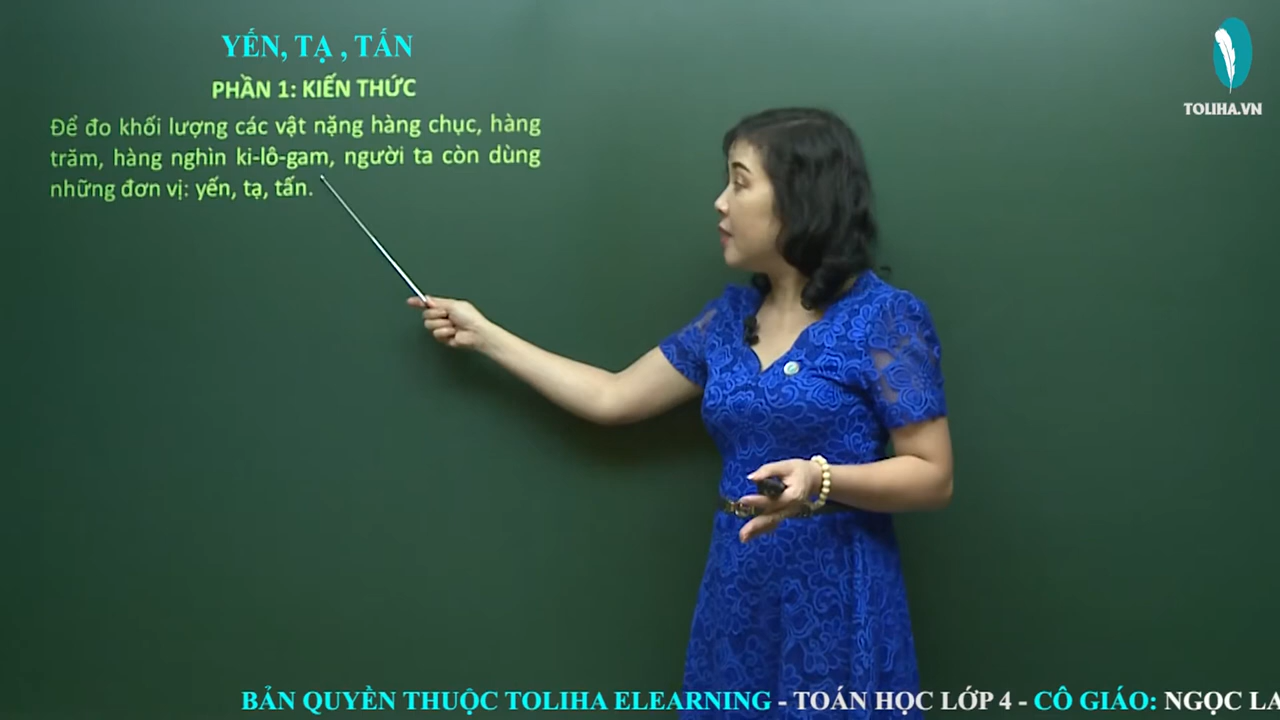 YẾN, TẠ , TẤN
PHẦN 1: KIẾN THỨC
Để đo khối lượng các vật nặng hàng chục, hàng
trăm, hàng nghìn ki-lô-gam, người ta còn dùng
những đơn vị: yến, tạ, tấn.
TOLIHA.VN
BẢN QUYỀN THUỘC TOLIHA ELEARNING - TOÁN HỌC LỚP 4 - CÔ GIÁO: NGỌC